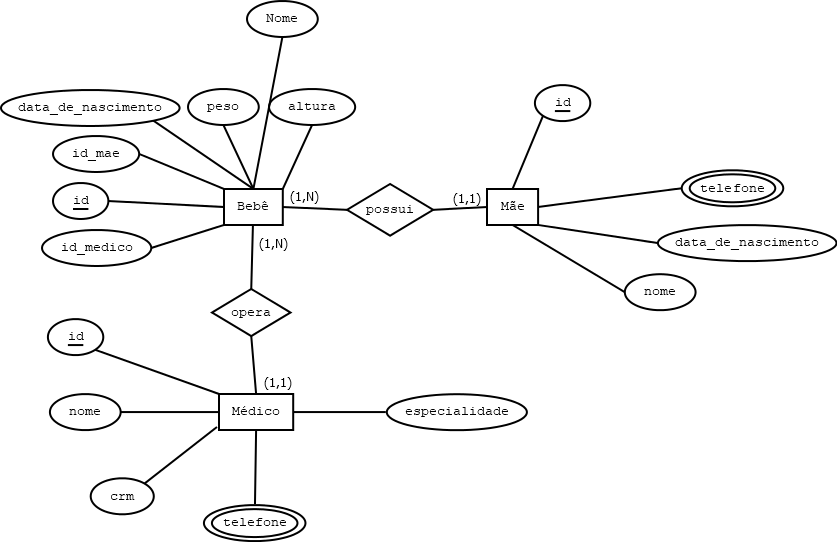 Nome
data_de_nascimento
peso
altura
id
id_mae
telefone
id
Bebê
(1,N)
possui
(1,1)
Mãe
id_medico
(1,N)
data_de_nascimento
nome
opera
id
(1,1)
nome
Médico
especialidade
crm
telefone